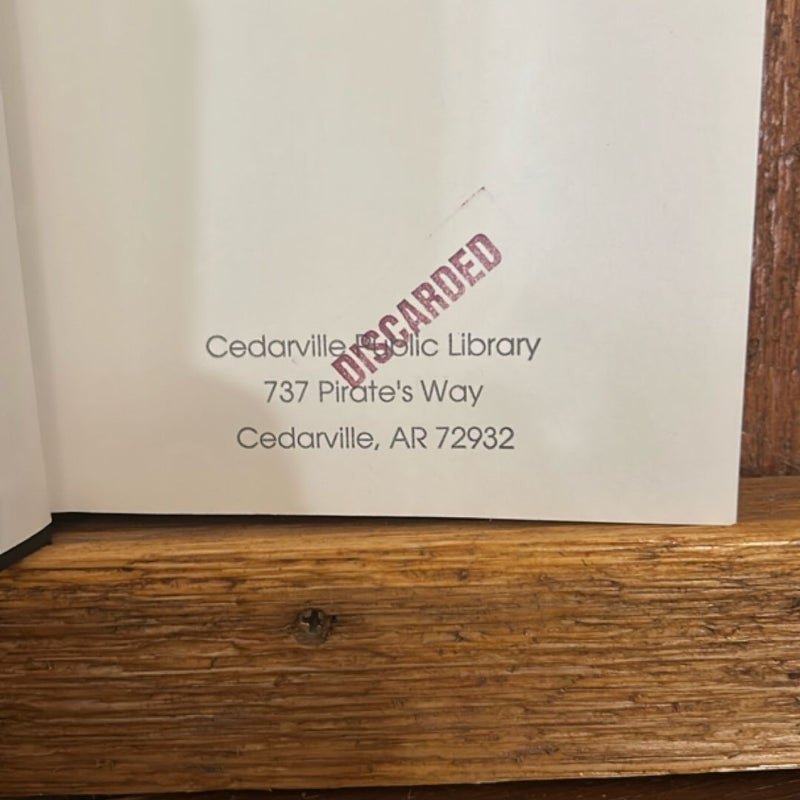 DISCARDED
Cedarville Public Library
737 Pirate's Way
Cedarville, AR 72932